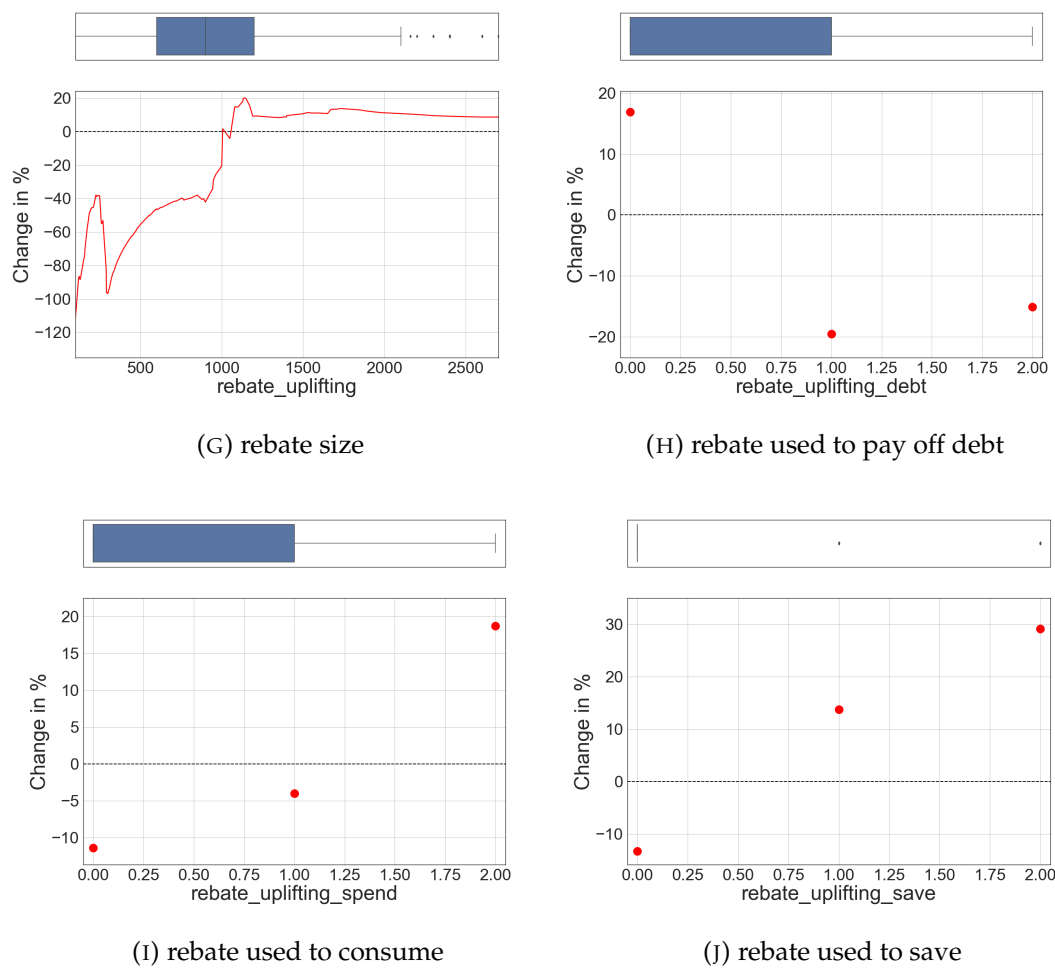 20
0
−20
−40
−60
−80
−100
−120
Change in %
500 1000 1500 2000 2500
rebate_uplifting
(G) rebate size
20
10
0
−10
−20
Change in %
0.00 0.25 0.50 0.75 1.00 1.25 1.50 1.75 2.00
rebate_uplifting_debt
(H) rebate used to pay off debt
20
15
10
5
0
−5
−10
Change in %
0.00 0.25 0.50 0.75 1.00 1.25 1.50 1.75 2.00
rebate_uplifting_spend
(I) rebate used to consume
30
20
10
0
−10
Change in %
0.00 0.25 0.50 0.75 1.00 1.25 1.50 1.75 2.00
rebate_uplifting_save
(J) rebate used to save